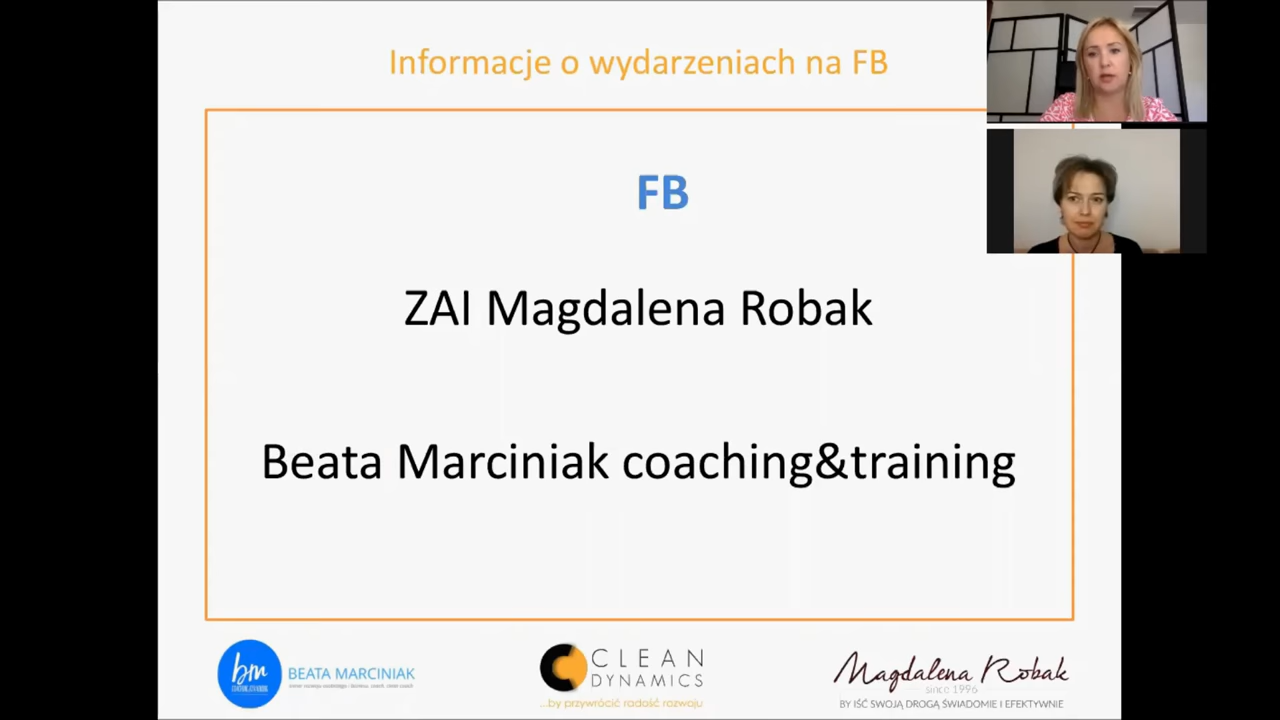 Informacje o wydarzeniach na FB
FB
ZAI Magdalena Robak
Beata Marciniak coaching&training
bm
BEATA MARCINIAK
CLEAN
DYNAMICS
...by przywrócić radość rozwoju
Magdalena Robak
since 1996
BY IŚĆ SWOJĄ DROGĄ ŚWIADOMIE I EFEKTYWNIE